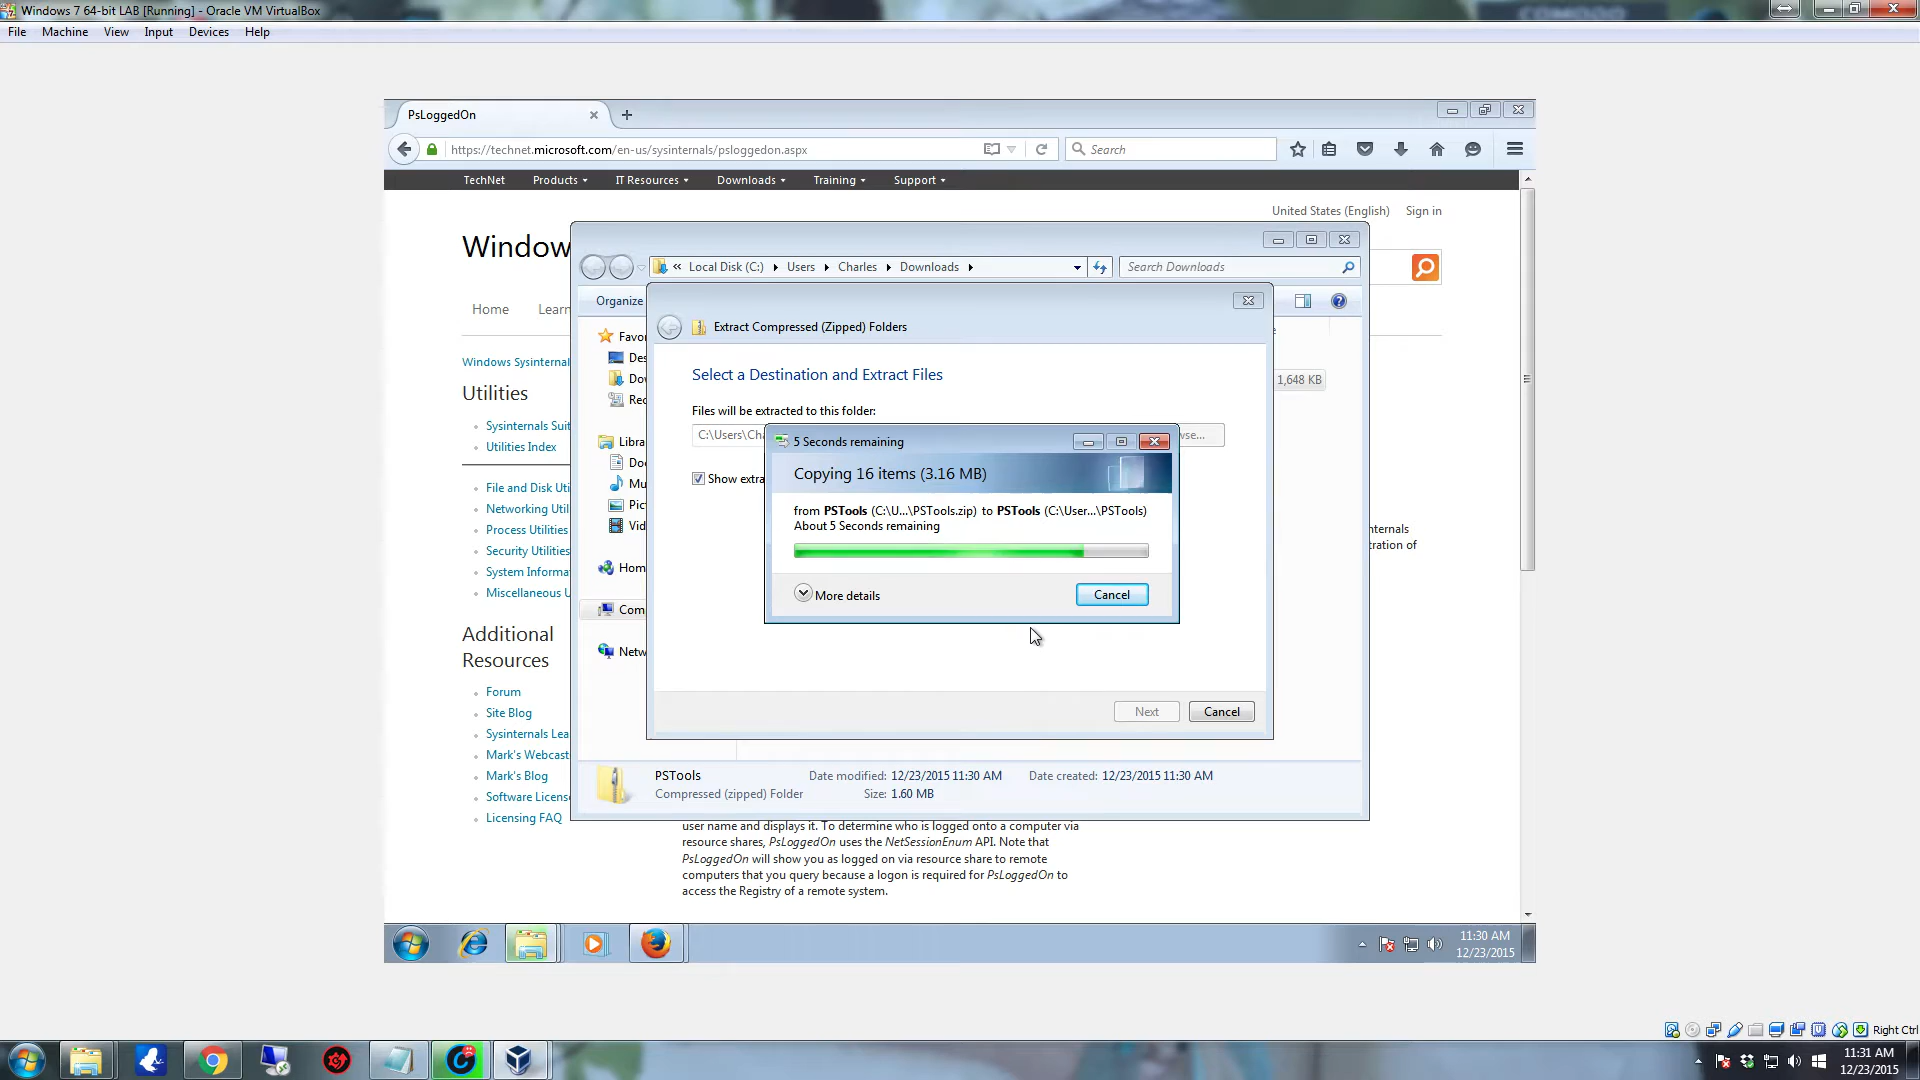 Windows 7 64-bit LAB [Running] - Oracle VM VirtualBox
COMODO
File Machine View Input Devices Help
PsLoggedOn
https://technet.microsoft.com/en-us/sysinternals/psloggedon.aspx
Search
TechNet Products IT Resources Downloads Training Support
United States (English) Sign in
Window
Local Disk (C:) Users Charles Downloads
Search Downloads
Home Learn
Organize
Extract Compressed (Zipped) Folders
Windows Sysinternal
Favo
Des
Dow
Rec
1,648 KB
Select a Destination and Extract Files
Utilities
Files will be extracted to this folder:
Sysinternals Suit
Utilities Index
C:\Users\Cha
wse...
Libra
Doc
Mu
Pict
Vid
Show extra
5 Seconds remaining
Copying 16 items (3.16 MB)
from PSTools (C:\U...\PSTools.zip) to PSTools (C:\User...\PSTools)
About 5 Seconds remaining
More details
Cancel
File and Disk Uti
Networking Utili
Process Utilities
Security Utilities
System Informa
Miscellaneous U
nternals
tration of
Home
Com
Netw
Additional
Resources
Forum
Site Blog
Sysinternals Lea
Mark's Webcast
Mark's Blog
Software License
Licensing FAQ
Next Cancel
PSTools Date modified: 12/23/2015 11:30 AM Date created: 12/23/2015 11:30 AM
Compressed (zipped) Folder Size: 1.60 MB
user name and displays it. To determine who is logged onto a computer via
resource shares, PsLoggedOn uses the NetSessionEnum API. Note that
PsLoggedOn will show you as logged on via resource share to remote
computers that you query because a logon is required for PsLoggedOn to
access the Registry of a remote system.
11:30 AM
12/23/2015
Right Ctrl
11:31 AM
12/23/2015